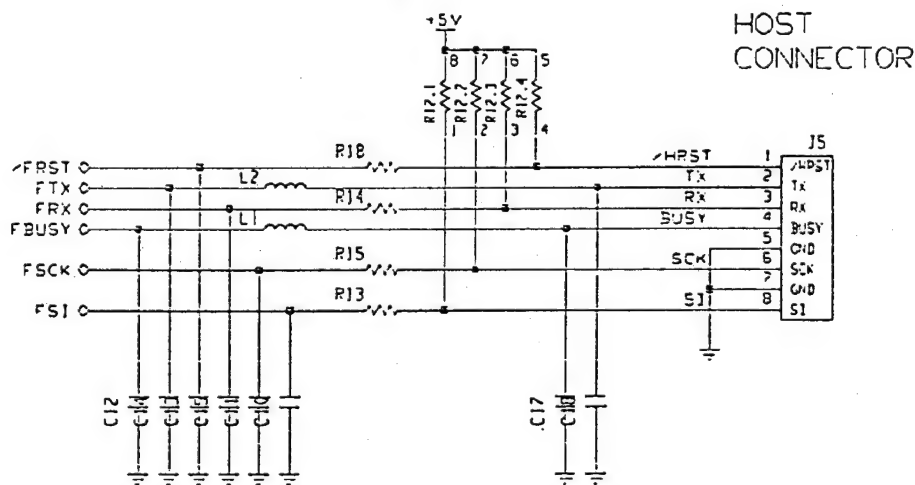 HOST
CONNECTOR
+5V
8 7 6 5
R12.1 R12.2 R12.3 R12.4
1 2 3 4
J5
/FRST R18 /HRST 1 /HRST
FTX L2 TX 2 TX
FRX R14 RX 3 RX
FBUSY L1 BUSY 4 BUSY
5 GND
FSCK R15 SCK 6 SCK
7 GND
FSI R13 SI 8 SI
C12 C17 C18